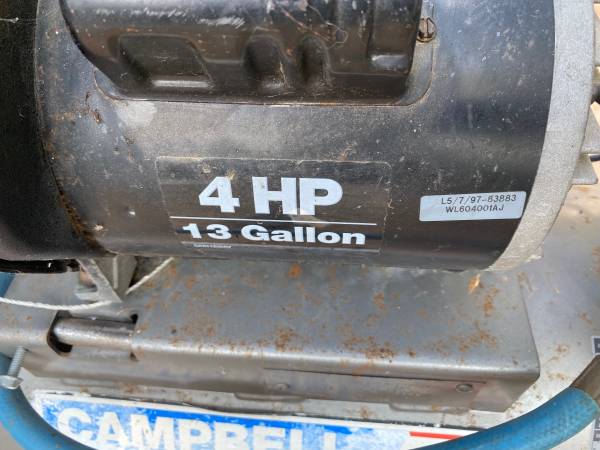 4 HP
13 Gallon
L5/7/97-83883
WL604001AJ
CAMPBELL